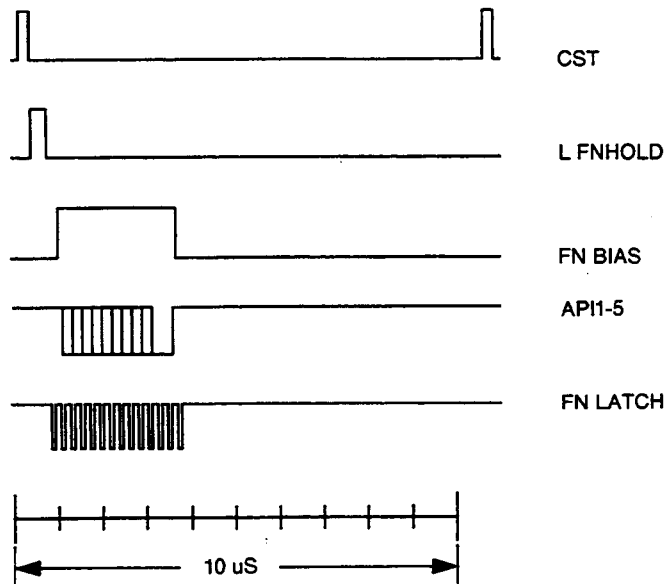 CST
L FNHOLD
FN BIAS
API1-5
FN LATCH
10 uS